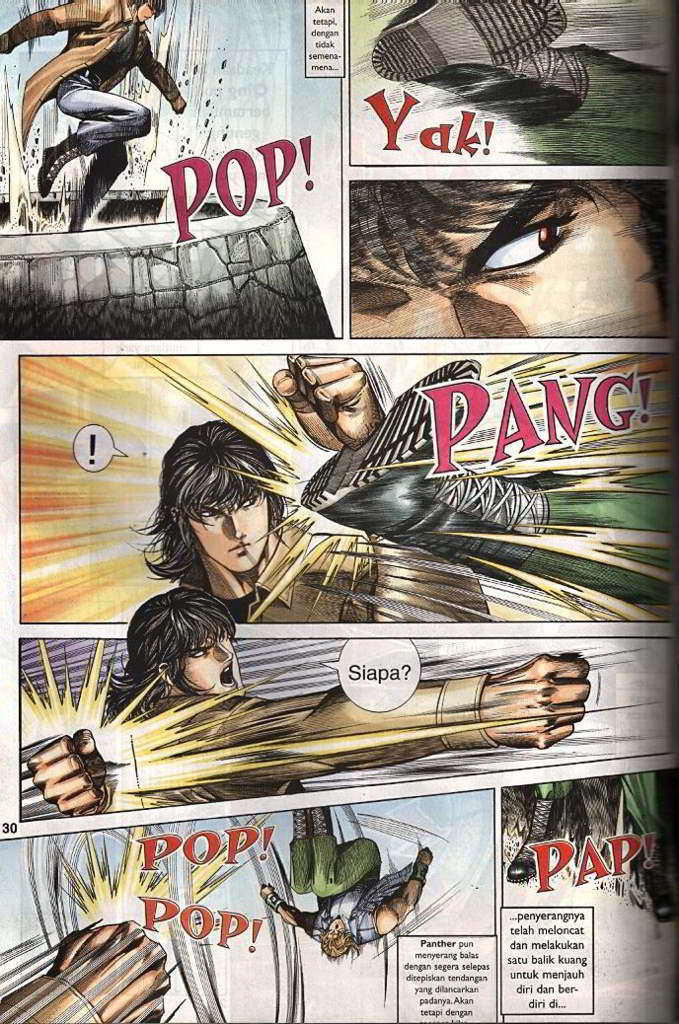 Akan
tetapi,
dengan
tidak
semena-
mena...
POP!
Yak!
PANG!
!
Siapa?
30
POP!
POP!
Panther pun
menyerang balas
dengan segera selepas
ditepiskan tendangan
yang dilancarkan
padanya. Akan
tetapi dengan
PAP!
...penyerangnya
telah meloncat
dan melakukan
satu balik kuang
untuk menjauh
diri dan ber-
diri di...